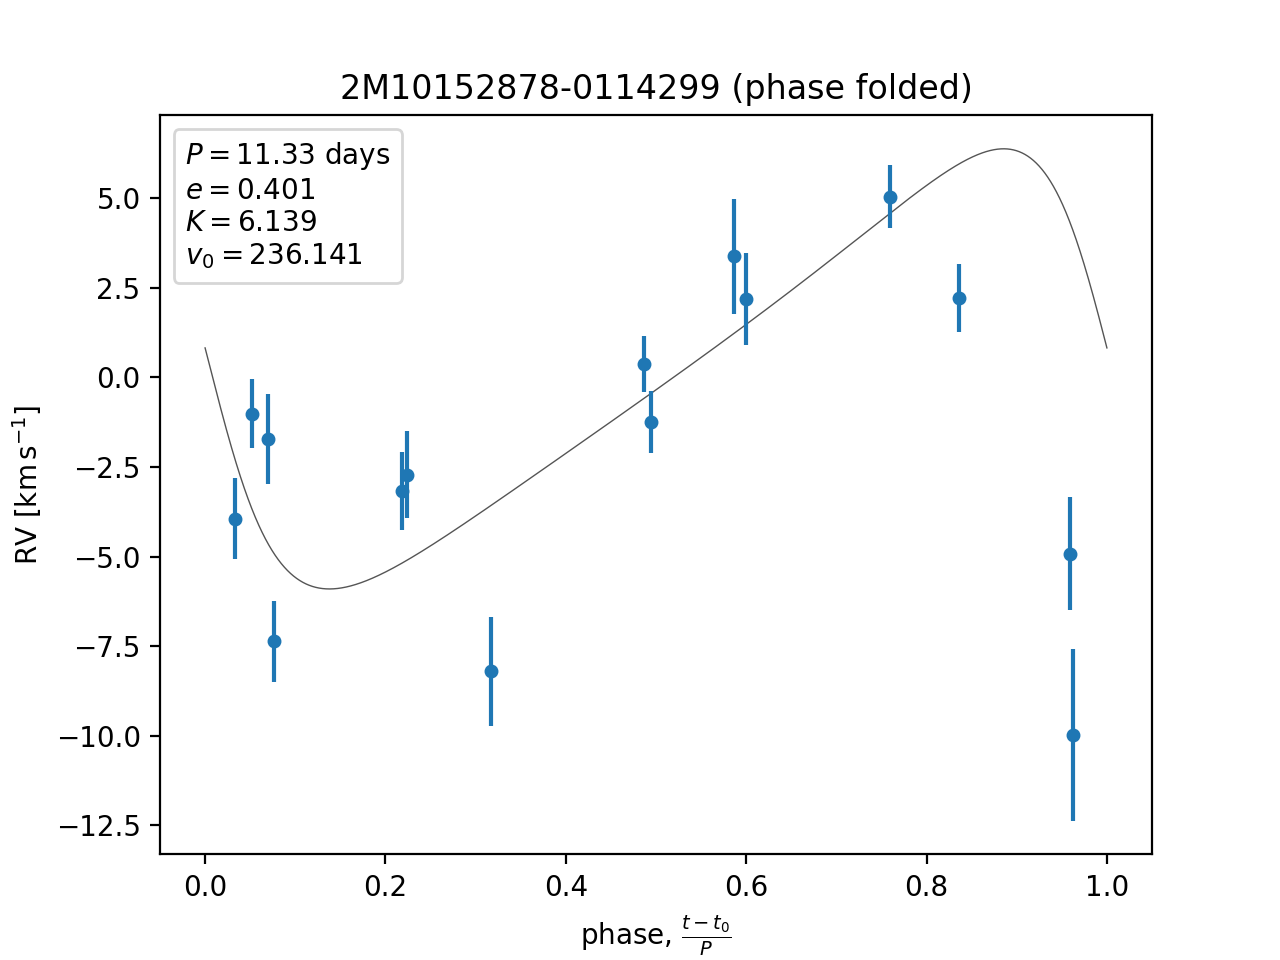 2M10152878-0114299 (phase folded)
P = 11.33 days
e = 0.401
K = 6.139
v₀ = 236.141
5.0
2.5
0.0
−2.5
−5.0
−7.5
−10.0
−12.5
RV [km s⁻¹]
0.0 0.2 0.4 0.6 0.8 1.0
phase, (t − t₀)/P